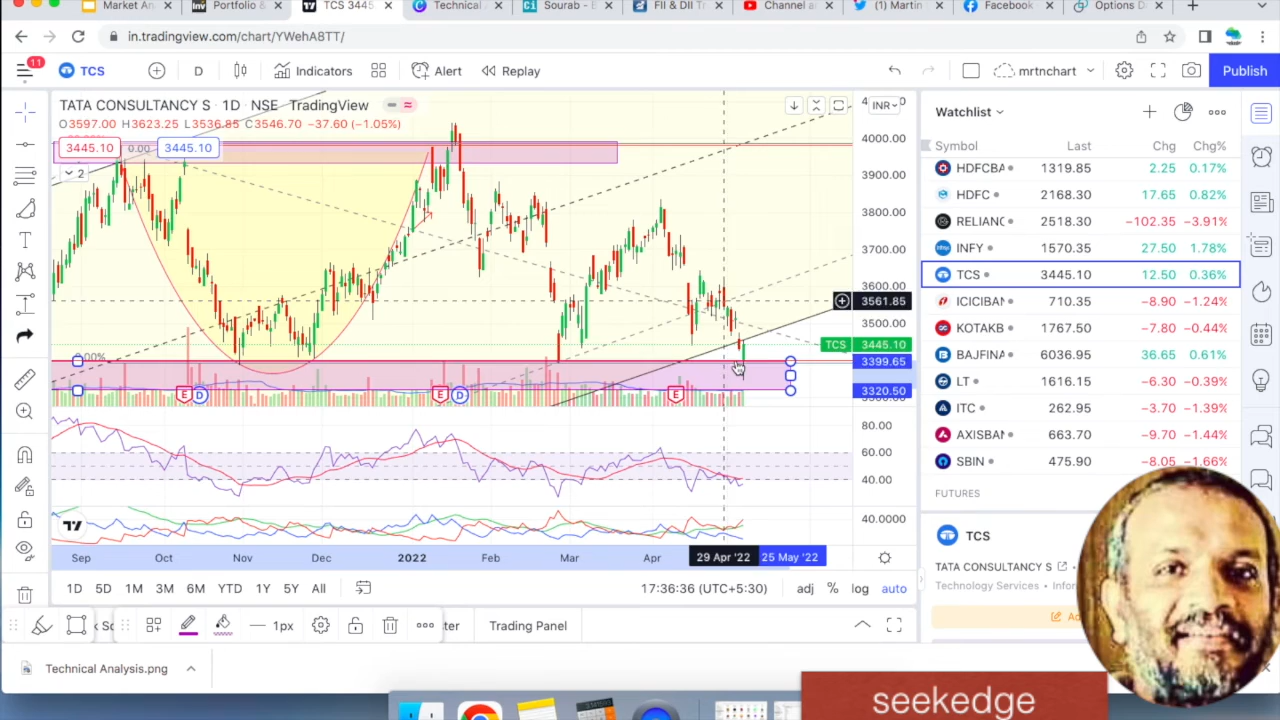 Market An
Portfolio &
TCS 3445
Technical
Sourab - E
FII & DII Tr
Channel an
(Martin
Facebook
Options D
in.tradingview.com/chart/YWehA8TT/
11
TCS
D
Indicators
Alert
Replay
mrtnchart
Publish
TATA CONSULTANCY S · 1D · NSE TradingView
O3597.00 H3623.25 L3536.85 C3546.70 −37.60 (−1.05%)
3445.10 0.00 3445.10
2
INR
4000.00
3900.00
3800.00
3700.00
3600.00
3561.85
3500.00
TCS 3445.10
3399.65
3320.50
0.00%
E D E D E
80.00
60.00
40.00
40.0000
Sep Oct Nov Dec 2022 Feb Mar Apr 29 Apr '22 25 May '22
1D 5D 1M 3M 6M YTD 1Y 5Y All
17:36:36 (UTC+5:30) adj % log auto
1px
Trading Panel
Technical Analysis.png
Watchlist
Symbol Last Chg Chg%
HDFCBA 1319.85 2.25 0.17%
HDFC 2168.30 17.65 0.82%
RELIANC 2518.30 −102.35 −3.91%
INFY 1570.35 27.50 1.78%
TCS 3445.10 12.50 0.36%
ICICIBAN 710.35 −8.90 −1.24%
KOTAKB 1767.50 −7.80 −0.44%
BAJFINA 6036.95 36.65 0.61%
LT 1616.15 −6.30 −0.39%
ITC 262.95 −3.70 −1.39%
AXISBAN 663.70 −9.70 −1.44%
SBIN 475.90 −8.05 −1.66%
FUTURES
TCS
TATA CONSULTANCY S
Technology Services
seekedge